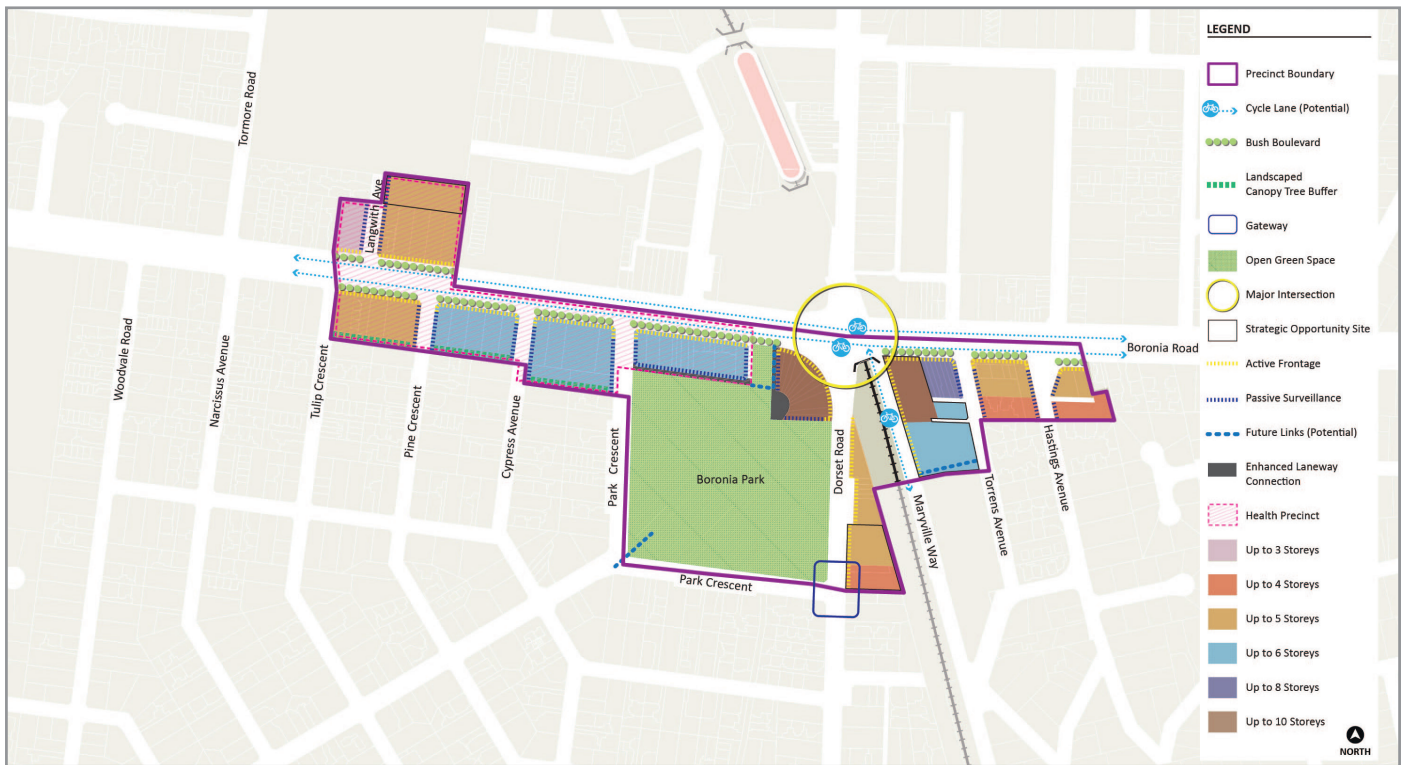 Tormore Road
Langwith Ave
Woodvale Road
Narcissus Avenue
Tulip Crescent
Pine Crescent
Cypress Avenue
Park Crescent
Boronia Park
Park Crescent
Dorset Road
Maryville Way
Torrens Avenue
Hastings Avenue
Boronia Road
LEGEND
Precinct Boundary
Cycle Lane (Potential)
Bush Boulevard
Landscaped
Canopy Tree Buffer
Gateway
Open Green Space
Major Intersection
Strategic Opportunity Site
Active Frontage
Passive Surveillance
Future Links (Potential)
Enhanced Laneway
Connection
Health Precinct
Up to 3 Storeys
Up to 4 Storeys
Up to 5 Storeys
Up to 6 Storeys
Up to 8 Storeys
Up to 10 Storeys
NORTH